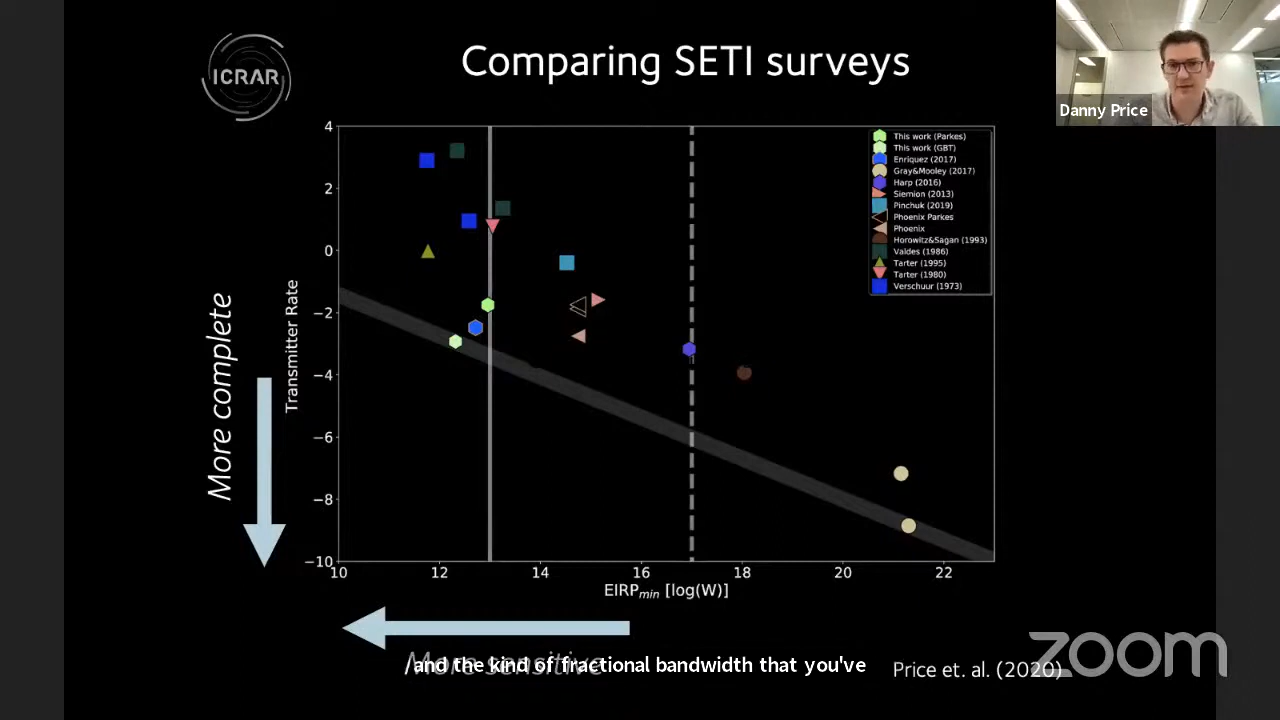 ICRAR
Comparing SETI surveys
Danny Price
This work (Parkes)
This work (GBT)
Enriquez (2017)
Gray&Mooley (2017)
Harp (2016)
Siemion (2013)
Pinchuk (2019)
Phoenix Parkes
Phoenix
Horowitz&Sagan (1993)
Valdes (1986)
Tarter (1995)
Tarter (1980)
Verschuur (1973)
4
2
0
−2
−4
−6
−8
−10
Transmitter Rate
More complete
10 12 14 16 18 20 22
EIRPmin [log(W)]
More sensitive
/and the kind of fractional bandwidth that you've
Price et. al. (2020)
zoom